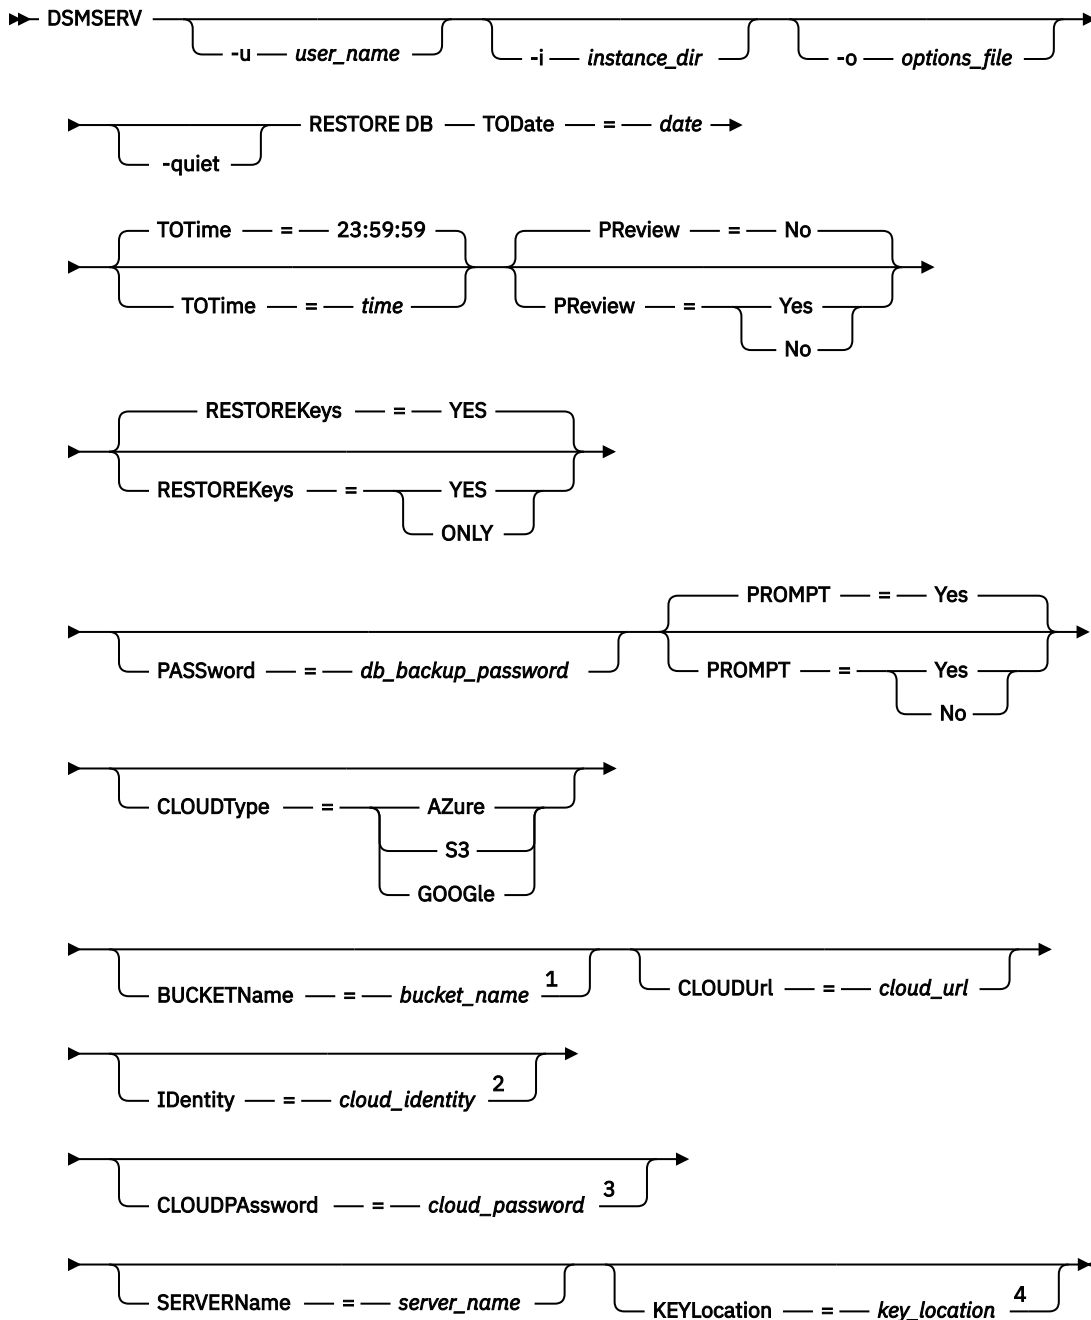 DSMSERV
-u user_name -i instance_dir -o options_file
-quiet RESTORE DB TODate = date
TOTime = 23:59:59 PReview = No
TOTime = time PReview = Yes
No
RESTOREKeys = YES
RESTOREKeys = YES
ONLY
PROMPT = Yes
PASSword = db_backup_password PROMPT = Yes
No
CLOUDType = AZure
S3
GOOGle
BUCKETName = bucket_name 1 CLOUDUrl = cloud_url
IDentity = cloud_identity 2
CLOUDPAssword = cloud_password 3
SERVERName = server_name KEYLocation = key_location 4